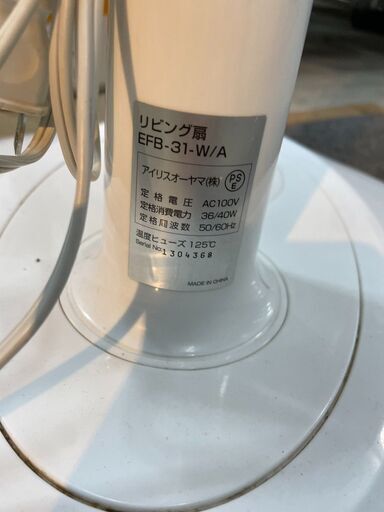 リビング扇
EFB-31-W/A
アイリスオーヤマ(株) PSE
定格電圧 AC100V
定格消費電力 36/40W
定格周波数 50/60Hz
温度ヒューズ 125℃
Serial No. 1304368
MADE IN CHINA